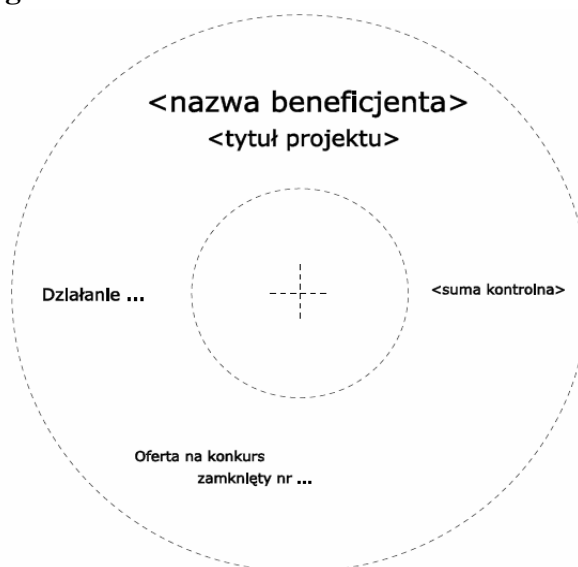 g
<nazwa beneficjenta>
<tytuł projektu>
Działanie ...
<suma kontrolna>
Oferta na konkurs
zamknięty nr ...